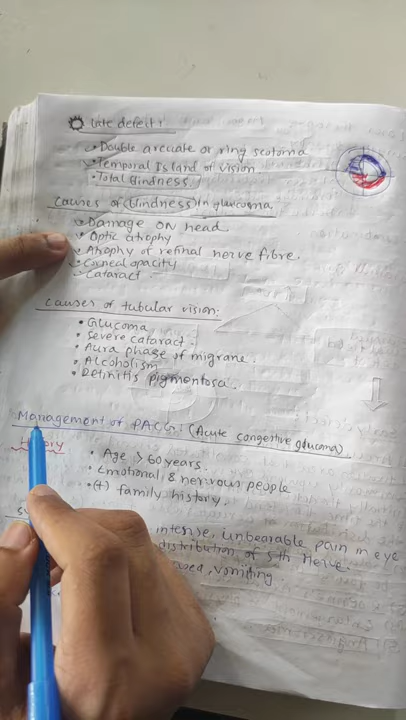 Late defect:
• Double arcuate or ring scotoma
• Temporal Island of vision
• Total Blindness
Causes of (blindness) in glucoma
Damage ON head
Optic atrophy
Atrophy of retinal nerve fibre.
Corneal opacity
Cataract.
Causes of tubular vision:
• Glucoma
• Severe cataract.
• Aura phase of migrane.
• Alcoholism
• Retinitis pigmentosa.
Management of PACG: (Acute congestive glucoma)
• Age > 60 years.
• Emotional & nervous people
• (+) family history.
intense, unbearable pain in eye
distribution of 5th nerve.
vomiting